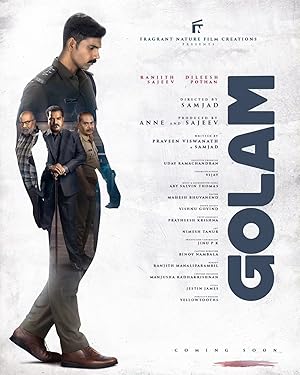 FRAGRANT NATURE FILM CREATIONS
PRESENTS
RANJITH SAJEEV
DILEESH POTHAN
DIRECTED BY
SAMJAD
PRODUCED BY
ANNE AND SAJEEV
WRITTEN BY
PRAVEEN VISWANATH
& SAMJAD
UDAY RAMACHANDRAN
VIJAY
ABY SALVIN THOMAS
MAHESH BHUVANEND
VISHNU GOVIND
PRATHEESH KRISHNA
NIMESH TANUR
JINU P K
BINOY NAMBALA
RANJITH MANALIPARAMBIL
MANJUSHA RADHAKRISHNAN
JESTIN JAMES
YELLOWTOOTHS
GOLAM
COMING SOON